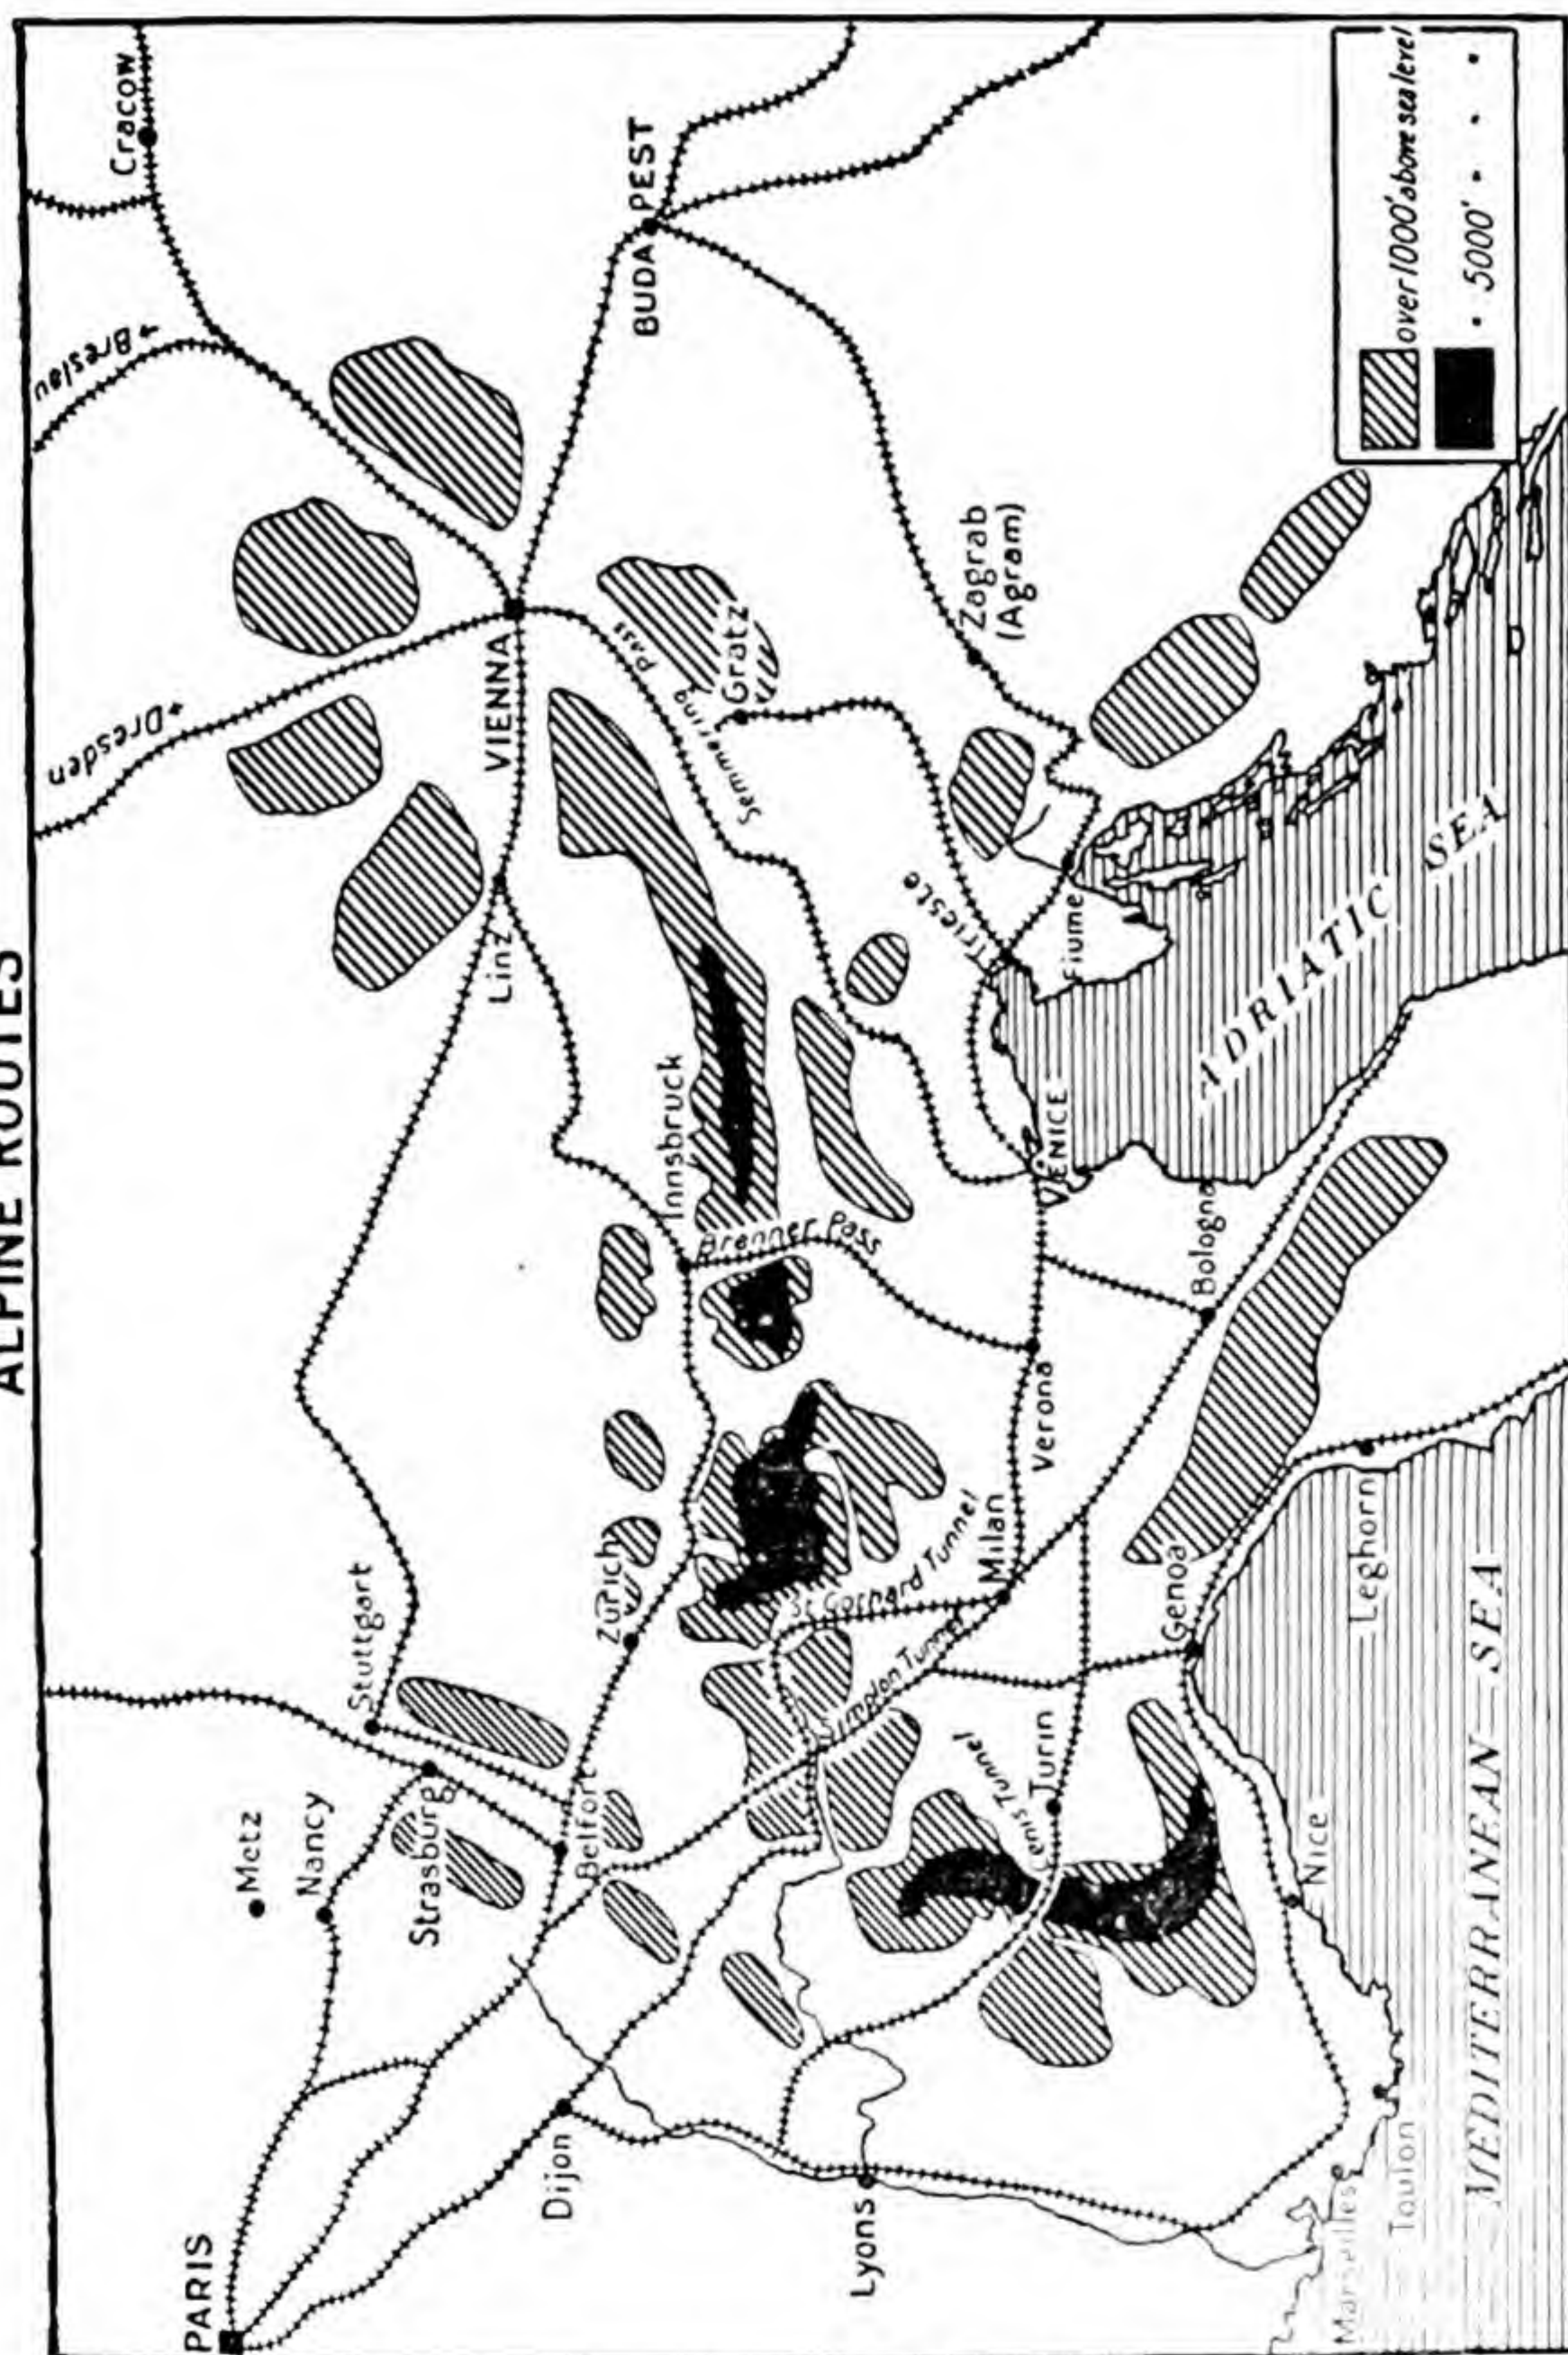 ALPINE ROUTES
Cracow
Breslau
Dresden
PARIS
Metz
Nancy
Stuttgart
Strasburg
VIENNA
Linz
BUDA PEST
Belfort
Zurich
Innsbruck
Semmering Pass
Gratz
Dijon
Brenner Pass
St Gothard Tunnel
Simplon Tunnel
Cenis Tunnel
Lyons
Turin
Milan
Verona
VENICE
Trieste
Fiume
Zagrab
(Agram)
Genoa
Bologna
Nice
Leghorn
Marseilles
Toulon
ADRIATIC SEA
MEDITERRANEAN SEA
over 1000' above sea level
" 5000' " " " "